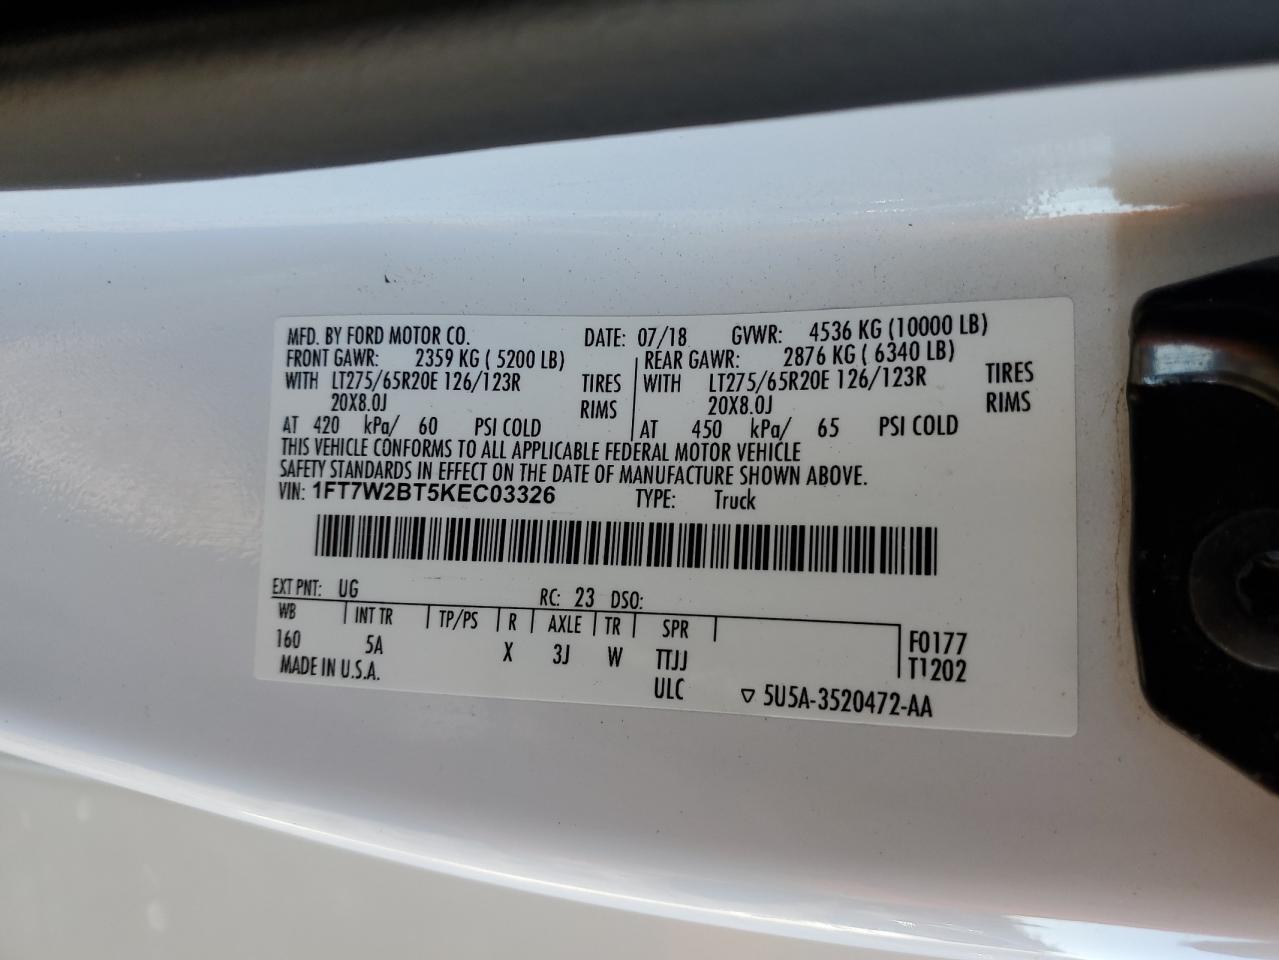 MFD. BY FORD MOTOR CO. DATE: 07/18 GVWR: 4536 KG (10000 LB)
FRONT GAWR: 2359 KG ( 5200 LB) REAR GAWR: 2876 KG ( 6340 LB)
WITH LT275/65R20E 126/123R TIRES WITH LT275/65R20E 126/123R TIRES
20X8.0J RIMS 20X8.0J RIMS
AT 420 kPa/ 60 PSI COLD AT 450 kPa/ 65 PSI COLD
THIS VEHICLE CONFORMS TO ALL APPLICABLE FEDERAL MOTOR VEHICLE
SAFETY STANDARDS IN EFFECT ON THE DATE OF MANUFACTURE SHOWN ABOVE.
VIN: 1FT7W2BT5KEC03326 TYPE: Truck
EXT PNT: UG RC: 23 DSO:
WB INT TR TP/PS R AXLE TR SPR F0177
160 5A X 3J W TTJJ T1202
MADE IN U.S.A. ULC ▽ 5U5A-3520472-AA